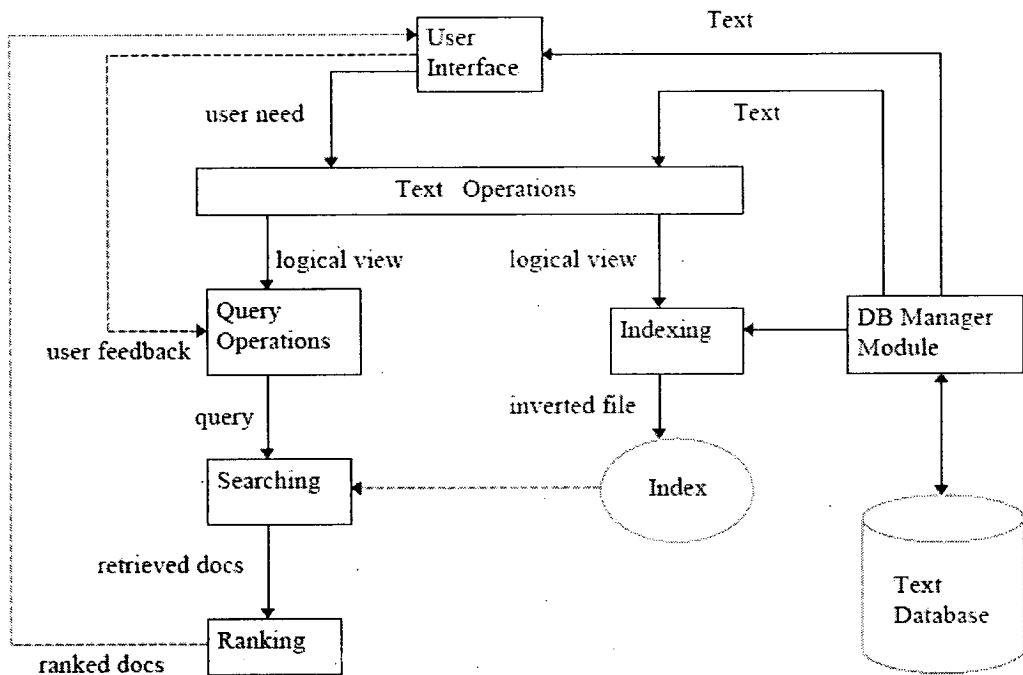 Text
User
Interface
user need
Text
Text Operations
logical view
logical view
Query
Operations
Indexing
DB Manager
Module
user feedback
query
inverted file
Searching
Index
retrieved docs
Text
Database
Ranking
ranked docs